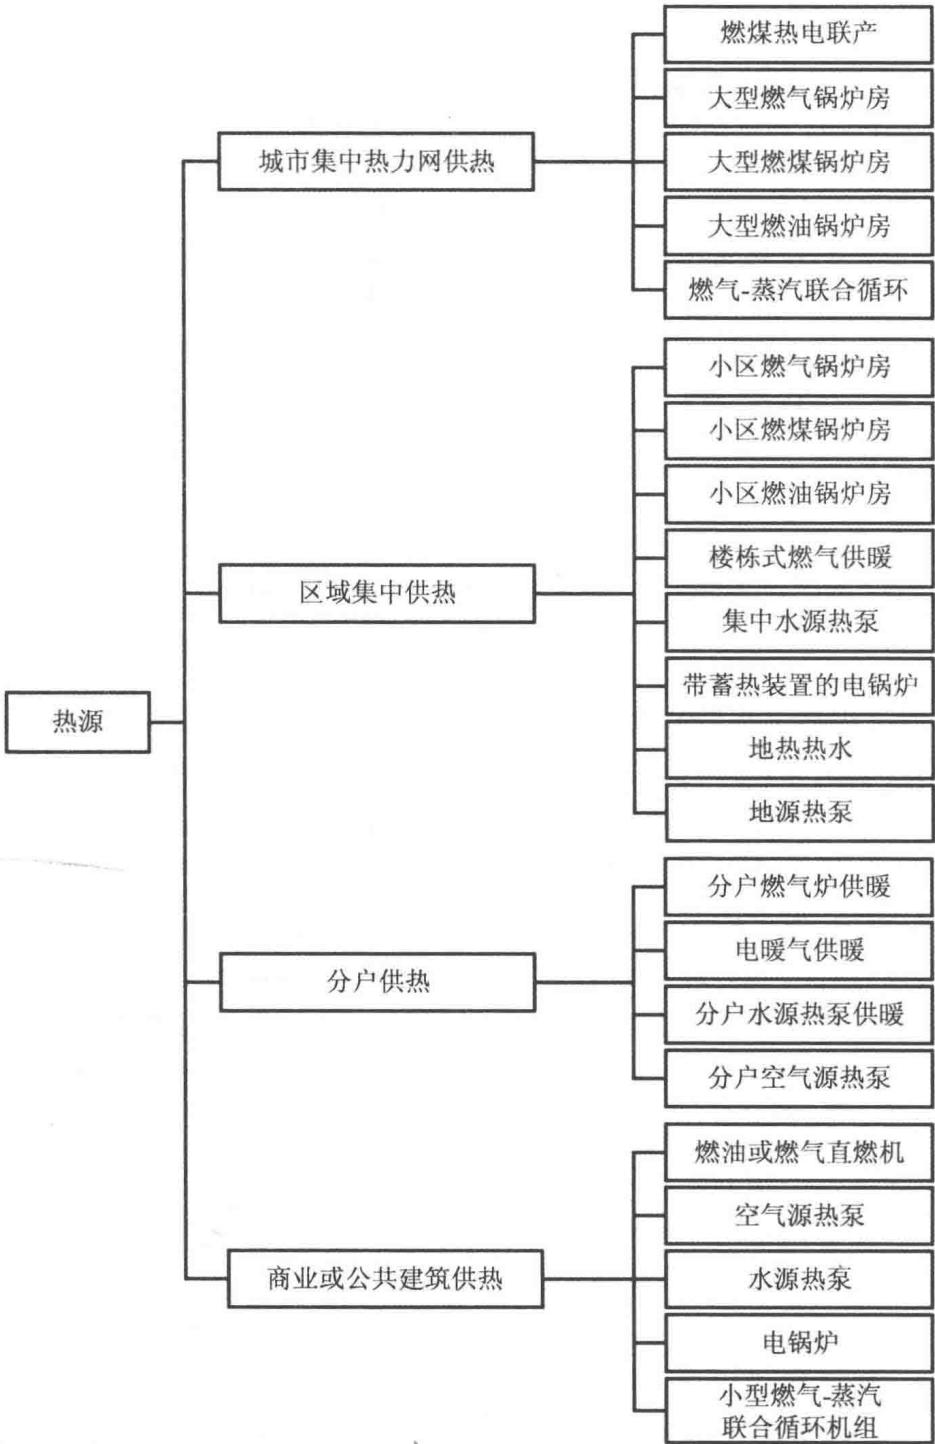 热源
城市集中热力网供热
燃煤热电联产
大型燃气锅炉房
大型燃煤锅炉房
大型燃油锅炉房
燃气-蒸汽联合循环
区域集中供热
小区燃气锅炉房
小区燃煤锅炉房
小区燃油锅炉房
楼栋式燃气供暖
集中水源热泵
带蓄热装置的电锅炉
地热热水
地源热泵
分户供热
分户燃气炉供暖
电暖气供暖
分户水源热泵供暖
分户空气源热泵
商业或公共建筑供热
燃油或燃气直燃机
空气源热泵
水源热泵
电锅炉
小型燃气-蒸汽
联合循环机组